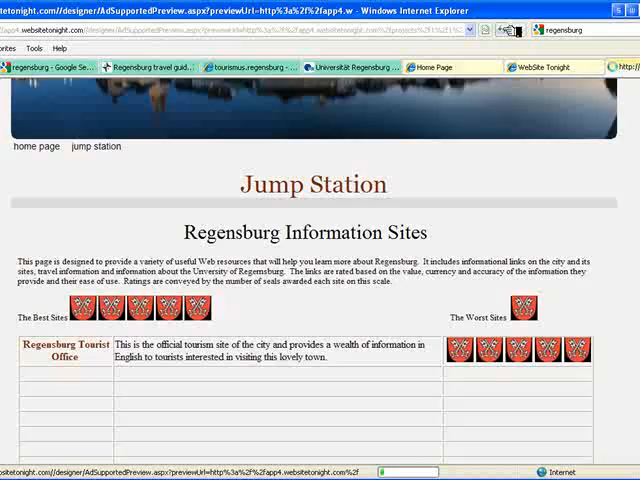 sitetonight.com//designer/AdSupportedPreview.aspx?previewUrl=http%3a%2f%2fapp4.w - Windows Internet Explorer
app4.websitetonight.com//designer/AdSupportedPreview.aspx?previewUrl=http%3a%2f%2fapp4.websitetonight.com%2fprojects%2f1%2f1%2f
regensburg
orites Tools Help
regensburg - Google Se...
Regensburg travel guid...
tourismus.regensburg - ...
Universität Regensburg ...
Home Page
WebSite Tonight
http:/
home page jump station
Jump Station
Regensburg Information Sites
This page is designed to provide a variety of useful Web resources that will help you learn more about Regensburg. It includes informational links on the city and its
sites, travel information and information about the Unversity of Regensburg. The links are rated based on the value, currency and accuracy of the information they
provide and their ease of use. Ratings are conveyed by the number of seals awarded each site on this scale.
The Best Sites
The Worst Sites
Regensburg Tourist
Office
This is the official tourism site of the city and provides a wealth of information in
English to tourists interested in visiting this lovely town.
sitetonight.com//designer/AdSupportedPreview.aspx?previewUrl=http%3a%2f%2fapp4.websitetonight.com%2f
Internet